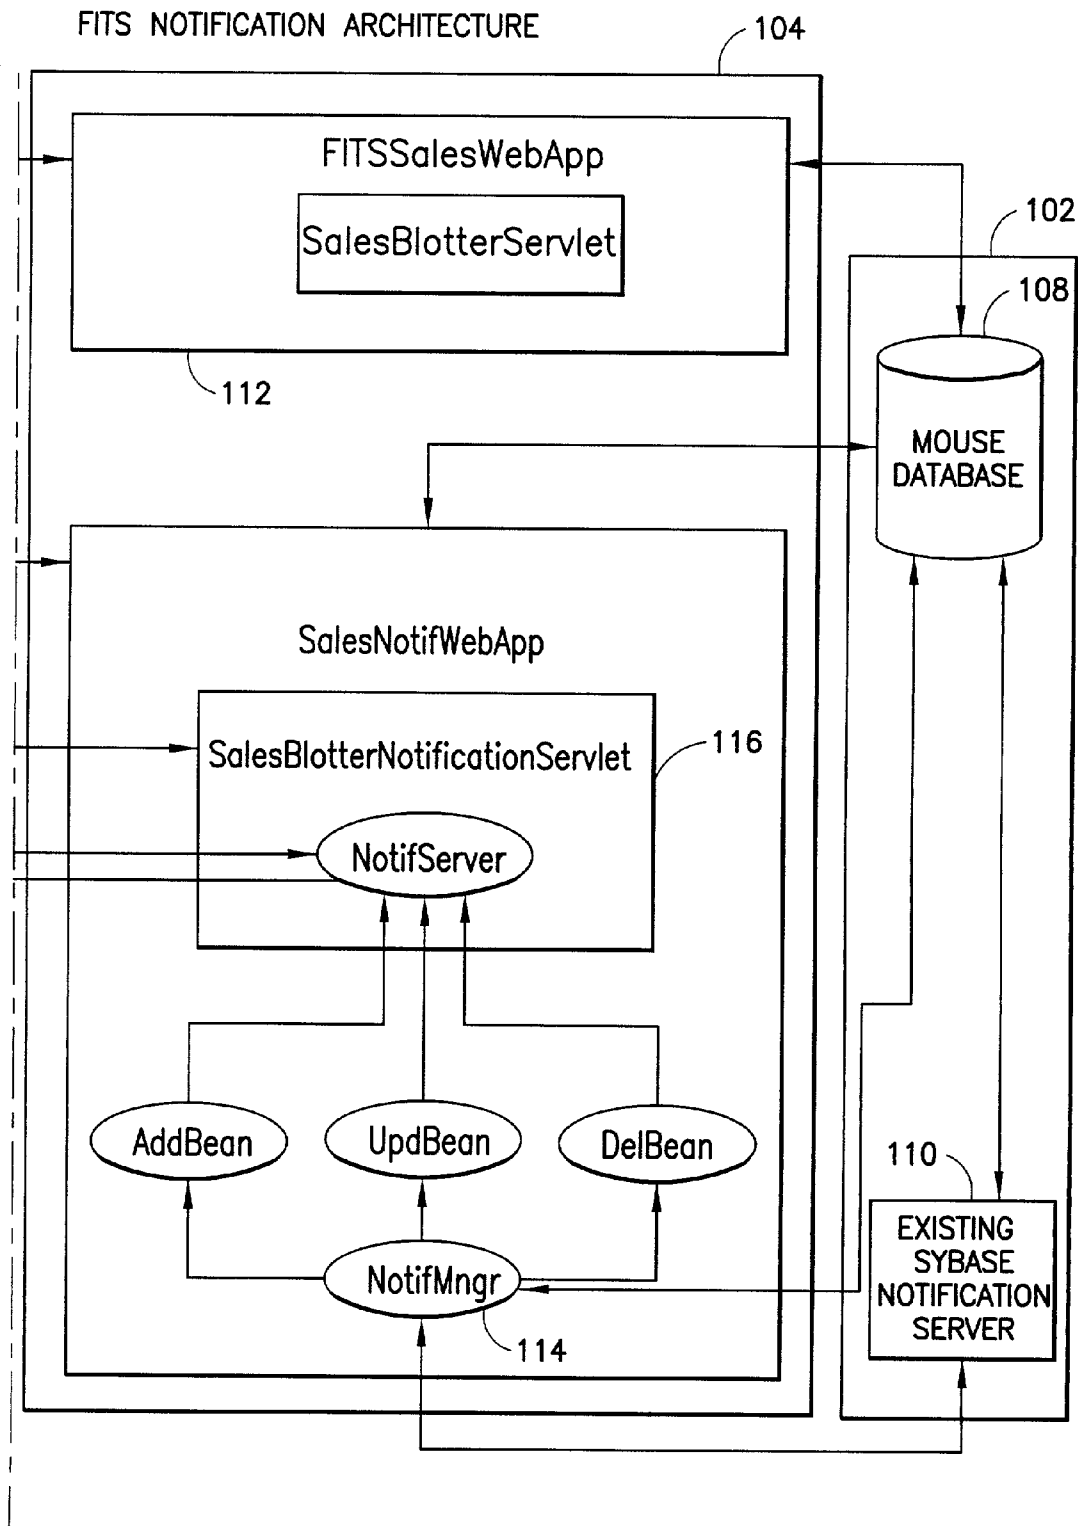 FITS NOTIFICATION ARCHITECTURE
104
FITSSalesWebApp
SalesBlotterServlet
112
102
108
MOUSE
DATABASE
SalesNotifWebApp
SalesBlotterNotificationServlet
116
NotifServer
AddBean
UpdBean
DelBean
NotifMngr
114
110
EXISTING
SYBASE
NOTIFICATION
SERVER